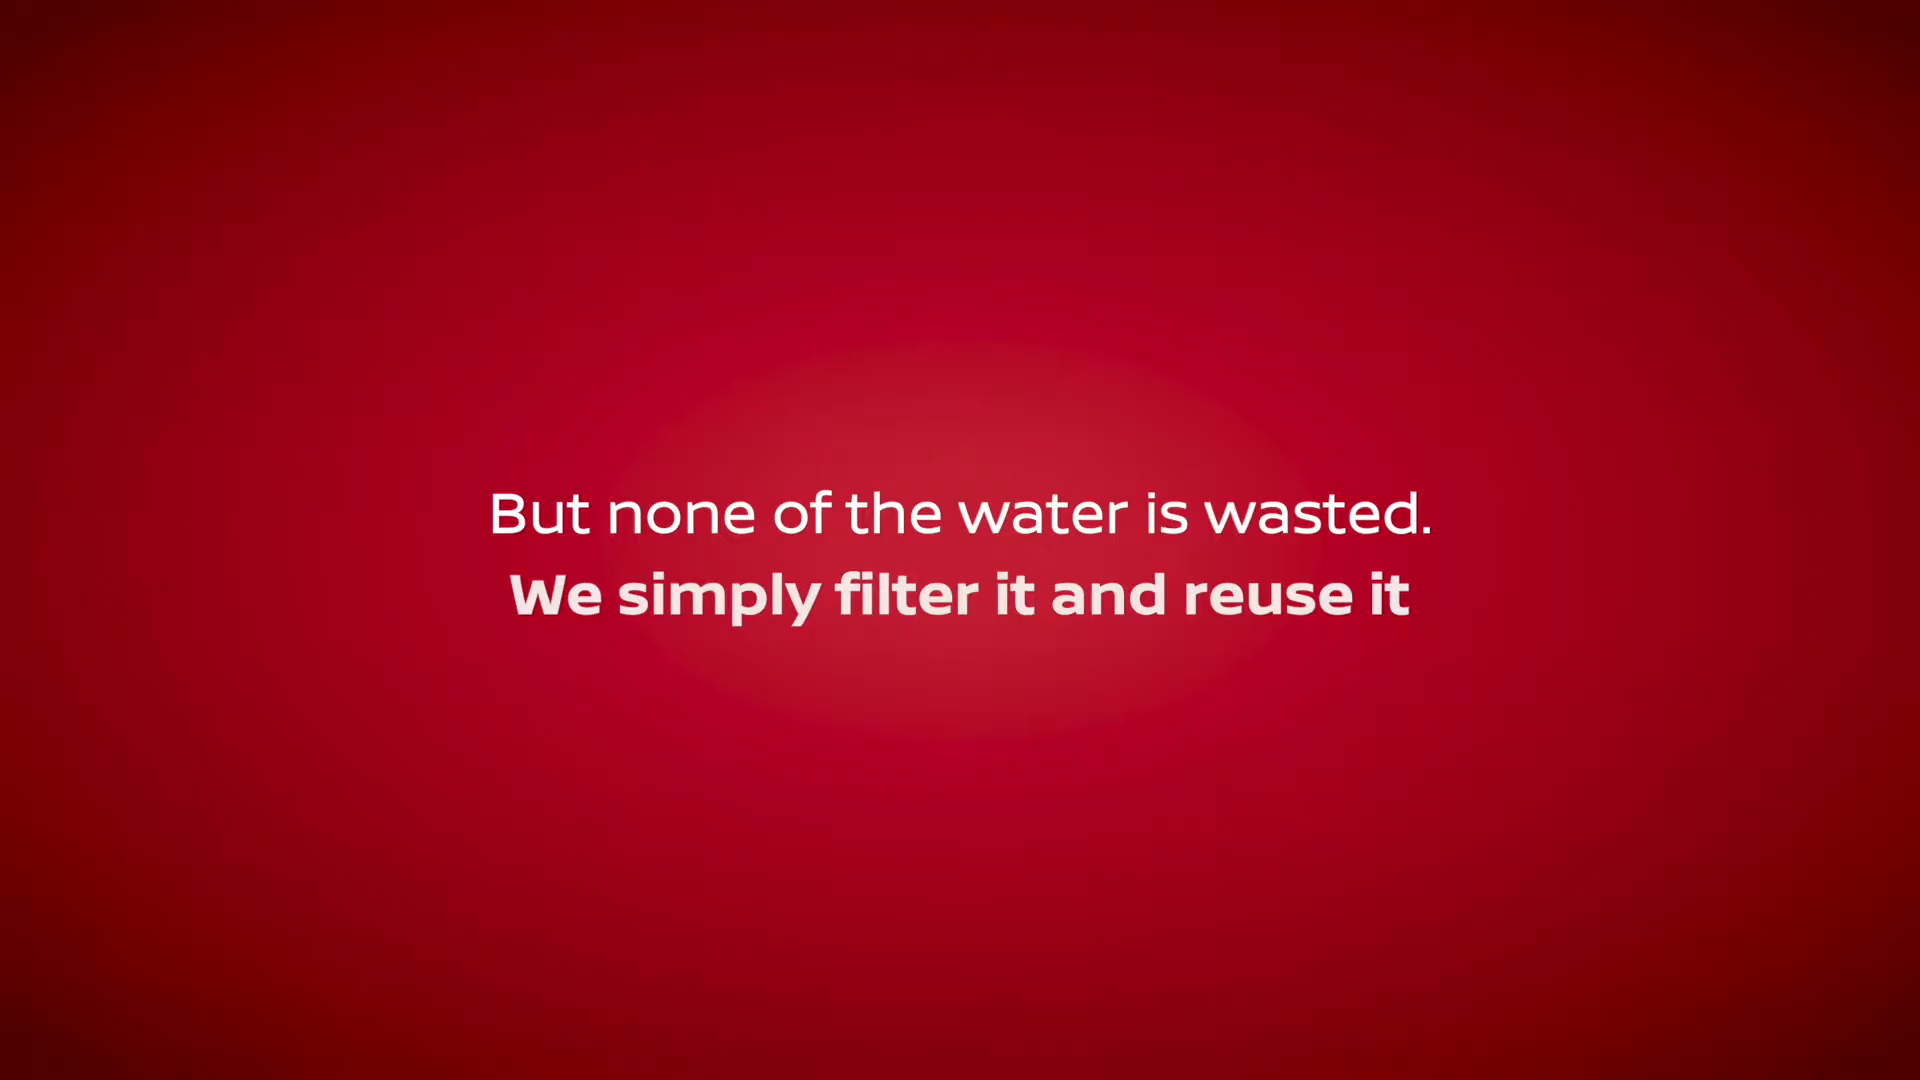 But none of the water is wasted.
We simply filter it and reuse it